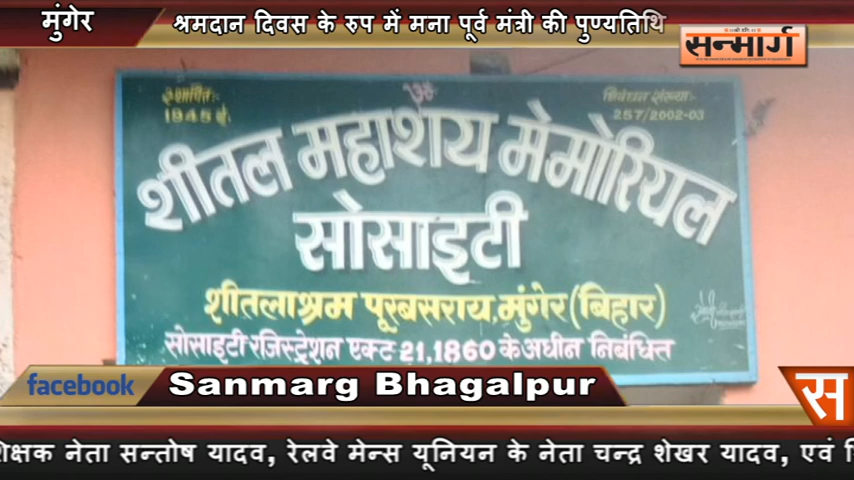 मुंगेर
श्रमदान दिवस के रुप में मना पूर्व मंत्री की पुण्यतिथि
सन्मार्ग
स्थापित:-
1945 ई.
ॐ
निबंधन संख्या:-
257/2002-03
शीतल महाशय मेमोरियल
सोसाइटी
शीतलाश्रम पूरबसराय, मुंगेर (बिहार)
सोसाइटी रजिस्ट्रेशन एक्ट 21,1860 के अधीन निबंधित
facebook
Sanmarg Bhagalpur
स
शिक्षक नेता सन्तोष यादव, रेलवे मेन्स यूनियन के नेता चन्द्र शेखर यादव, एवं